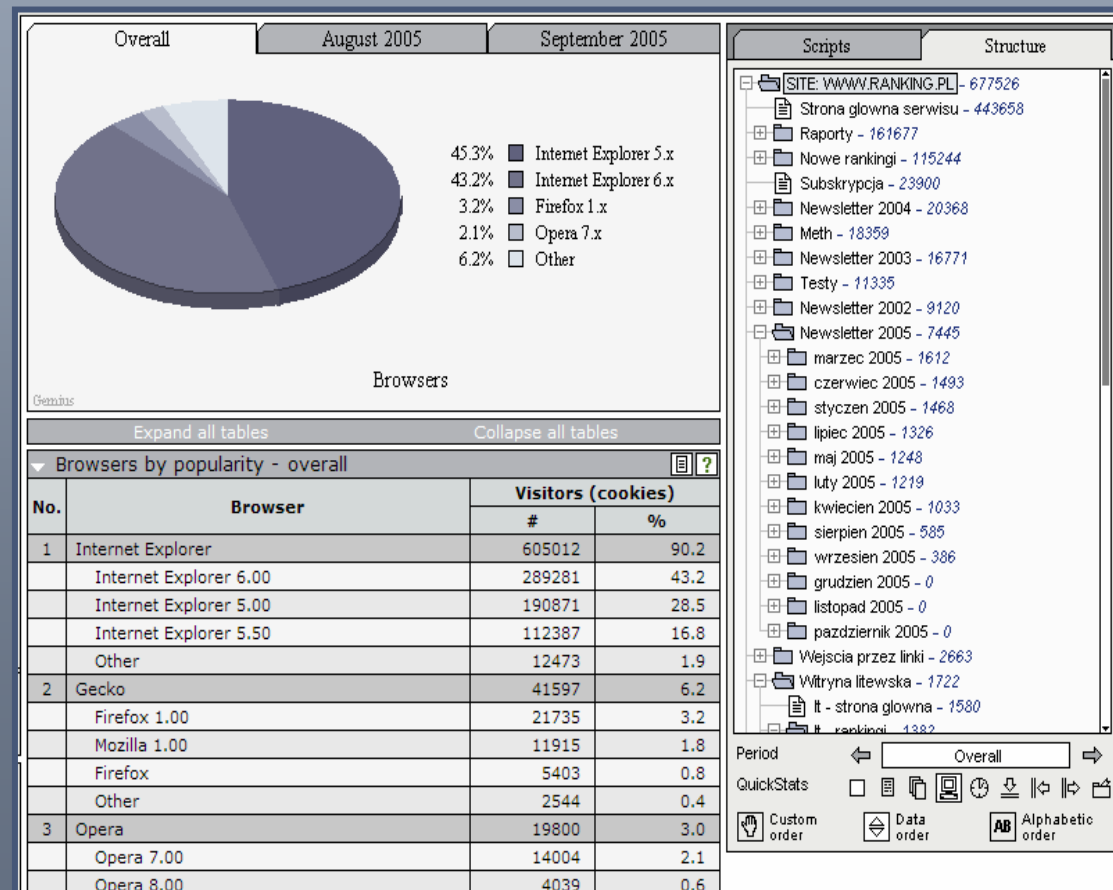 Overall August 2005 September 2005
45.3% Internet Explorer 5.x
43.2% Internet Explorer 6.x
3.2% Firefox 1.x
2.1% Opera 7.x
6.2% Other
Browsers
Gemius
Expand all tables Collapse all tables
Browsers by popularity - overall ?
No. Browser Visitors (cookies)
# %
1 Internet Explorer 605012 90.2
Internet Explorer 6.00 289281 43.2
Internet Explorer 5.00 190871 28.5
Internet Explorer 5.50 112387 16.8
Other 12473 1.9
2 Gecko 41597 6.2
Firefox 1.00 21735 3.2
Mozilla 1.00 11915 1.8
Firefox 5403 0.8
Other 2544 0.4
3 Opera 19800 3.0
Opera 7.00 14004 2.1
Opera 8.00 4039 0.6
Scripts Structure
SITE: WWW.RANKING.PL - 677526
Strona glowna serwisu - 443658
Raporty - 161677
Nowe rankingi - 115244
Subskrypcja - 23900
Newsletter 2004 - 20368
Meth - 18359
Newsletter 2003 - 16771
Testy - 11335
Newsletter 2002 - 9120
Newsletter 2005 - 7445
marzec 2005 - 1612
czerwiec 2005 - 1493
styczen 2005 - 1468
lipiec 2005 - 1326
maj 2005 - 1248
luty 2005 - 1219
kwiecien 2005 - 1033
sierpien 2005 - 585
wrzesien 2005 - 386
grudzien 2005 - 0
listopad 2005 - 0
pazdziernik 2005 - 0
Wejscia przez linki - 2663
Witryna litewska - 1722
lt - strona glowna - 1580
lt - rankingi - 1382
Period Overall
QuickStats
Custom order
Data order
AB Alphabetic order